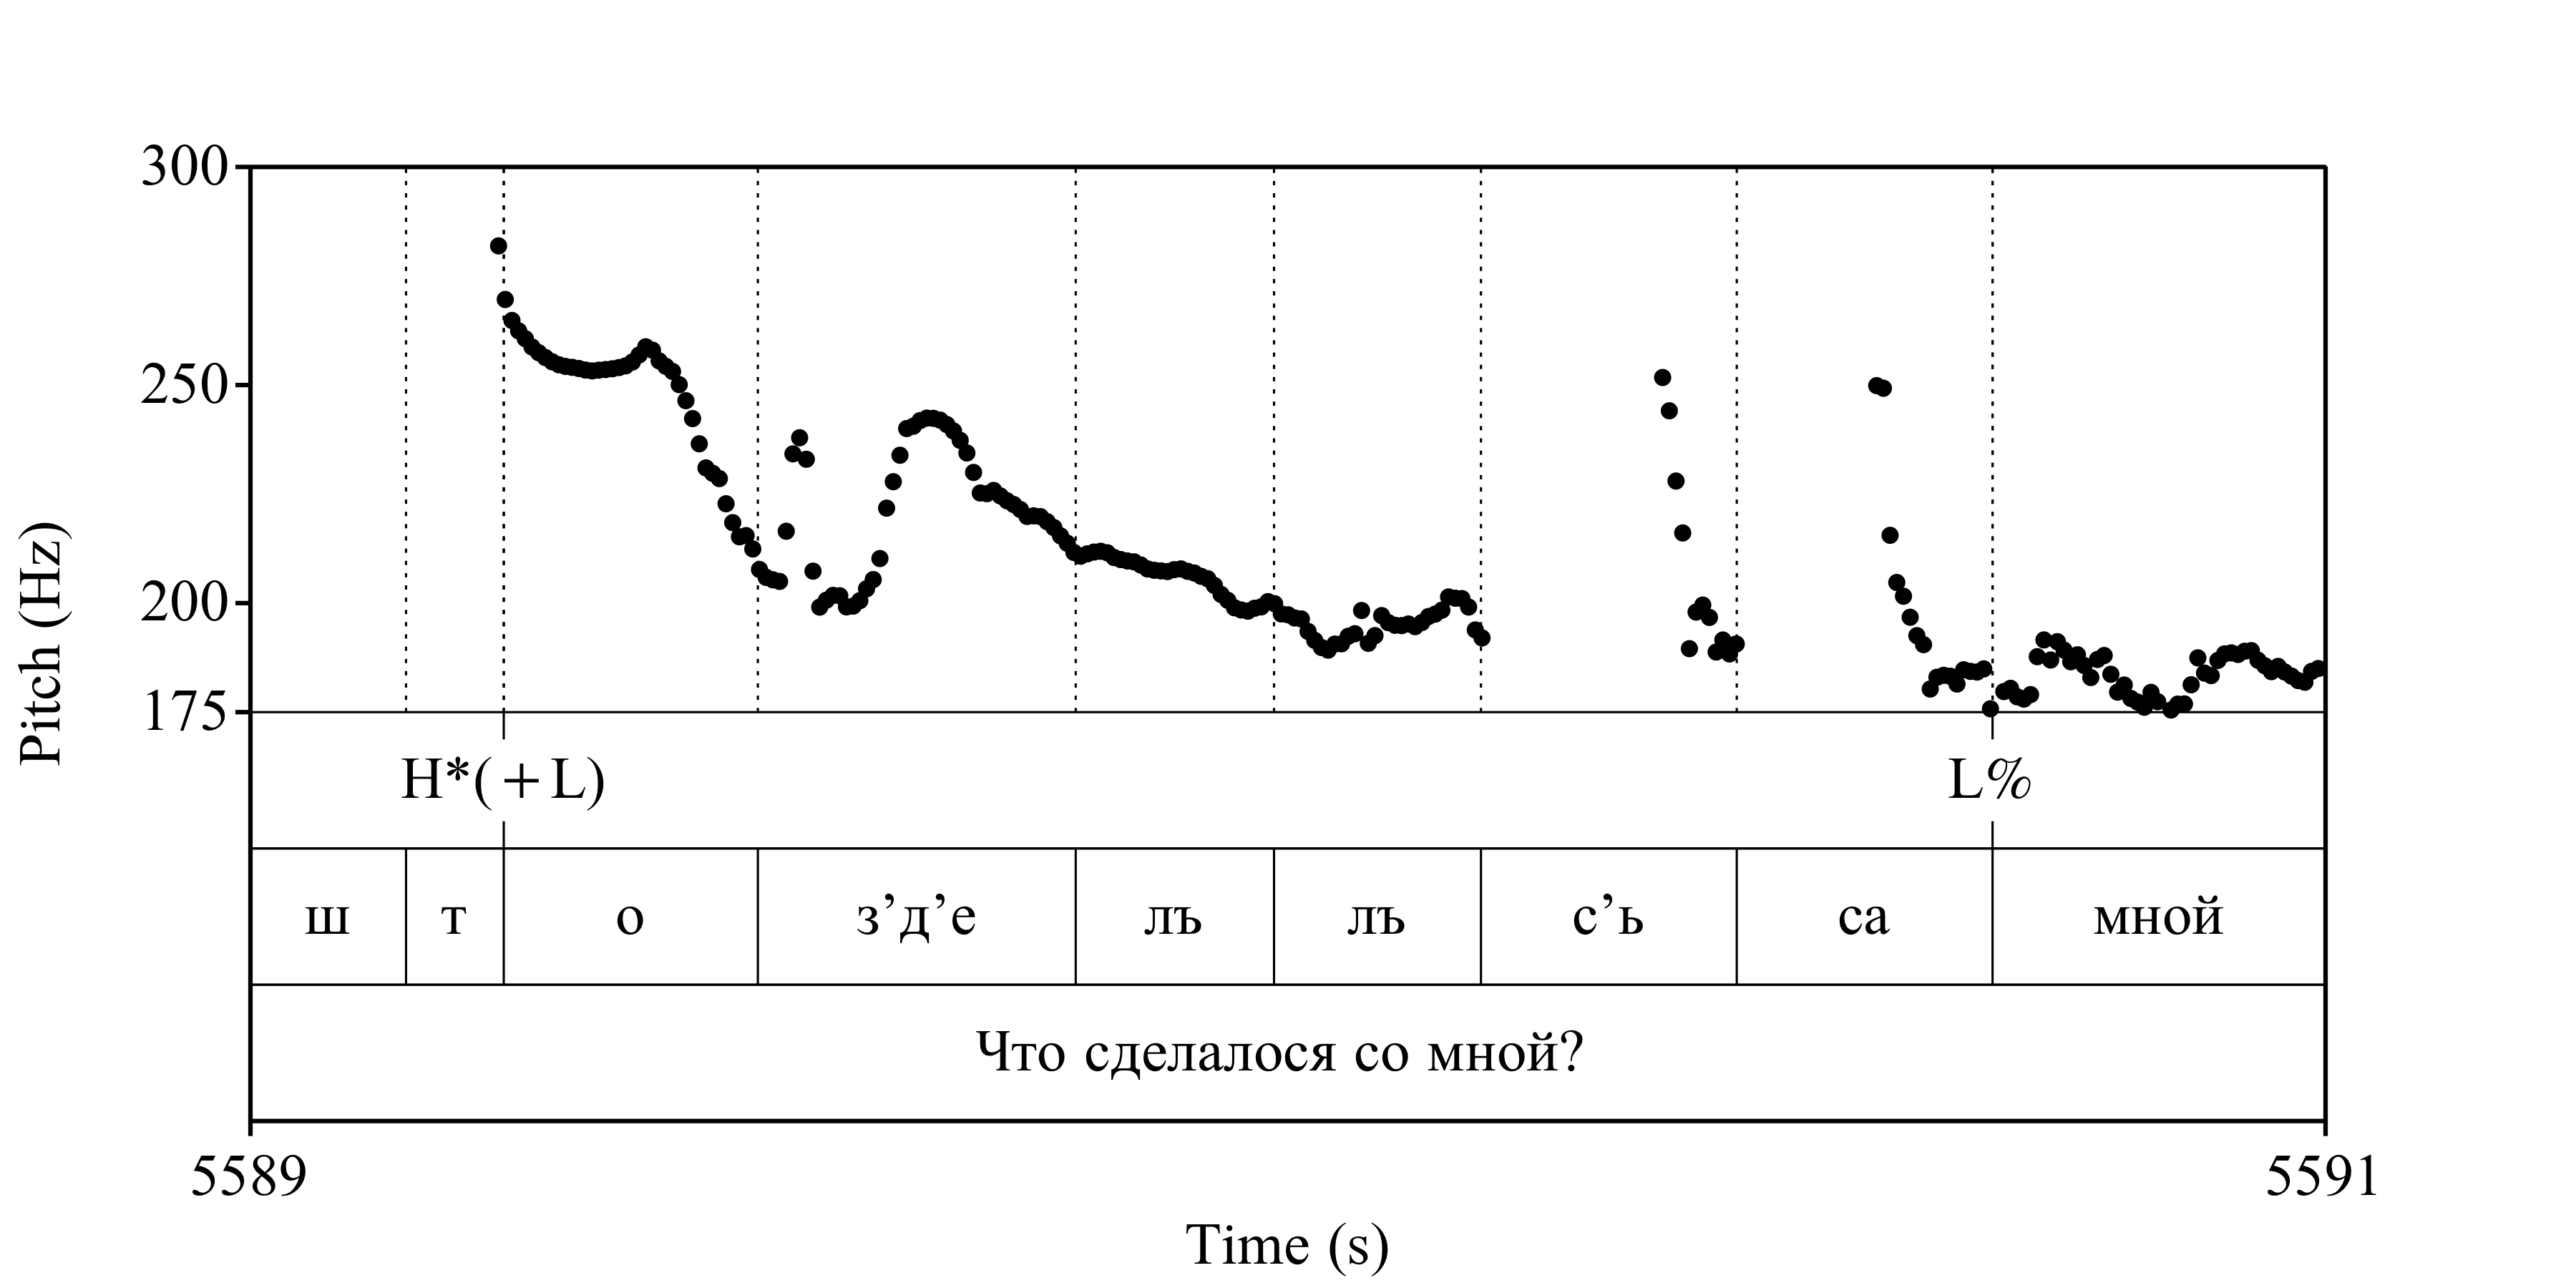 300
250
200
175
Pitch (Hz)
H*(+L) L%
ш т о з’д’е лъ лъ с’ь са мной
Что сделалося со мной?
5589 5591
Time (s)